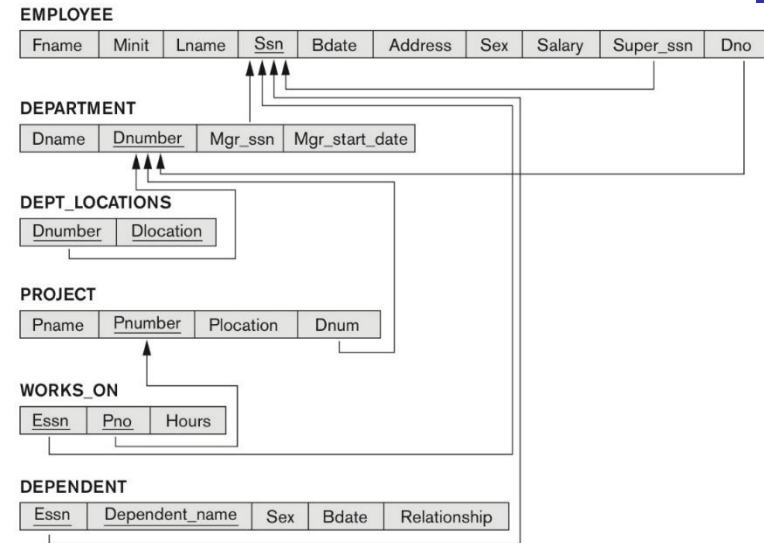 EMPLOYEE
Fname Minit Lname Ssn Bdate Address Sex Salary Super_ssn Dno
DEPARTMENT
Dname Dnumber Mgr_ssn Mgr_start_date
DEPT_LOCATIONS
Dnumber Dlocation
PROJECT
Pname Pnumber Plocation Dnum
WORKS_ON
Essn Pno Hours
DEPENDENT
Essn Dependent_name Sex Bdate Relationship